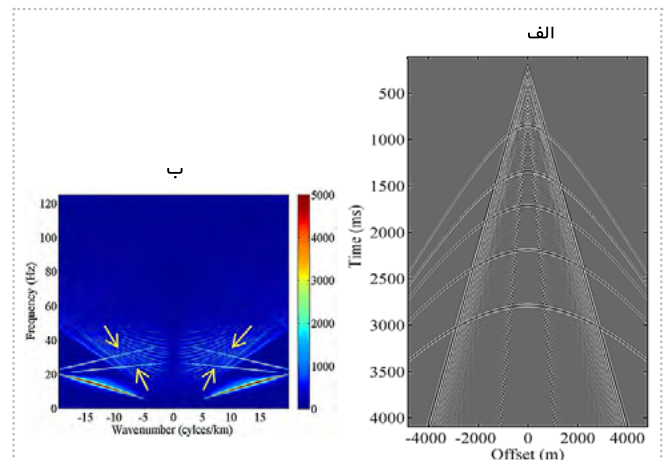 الف
500
1000
1500
2000
2500
3000
3500
4000
Time (ms)
-4000 -2000 0 2000 4000
Offset (m)
ب
120
100
80
60
40
20
0
Frequency (Hz)
-15 -10 -5 0 5 10 15
Wavenumber (cylces/km)
5000
4000
3000
2000
1000
0